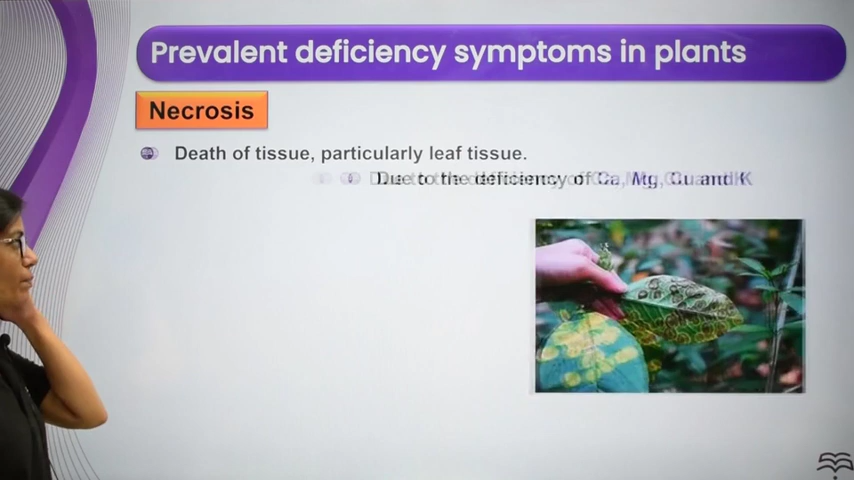 Prevalent deficiency symptoms in plants
Necrosis
Death of tissue, particularly leaf tissue.
Due to the deficiency of Ca, Mg, Cu and K